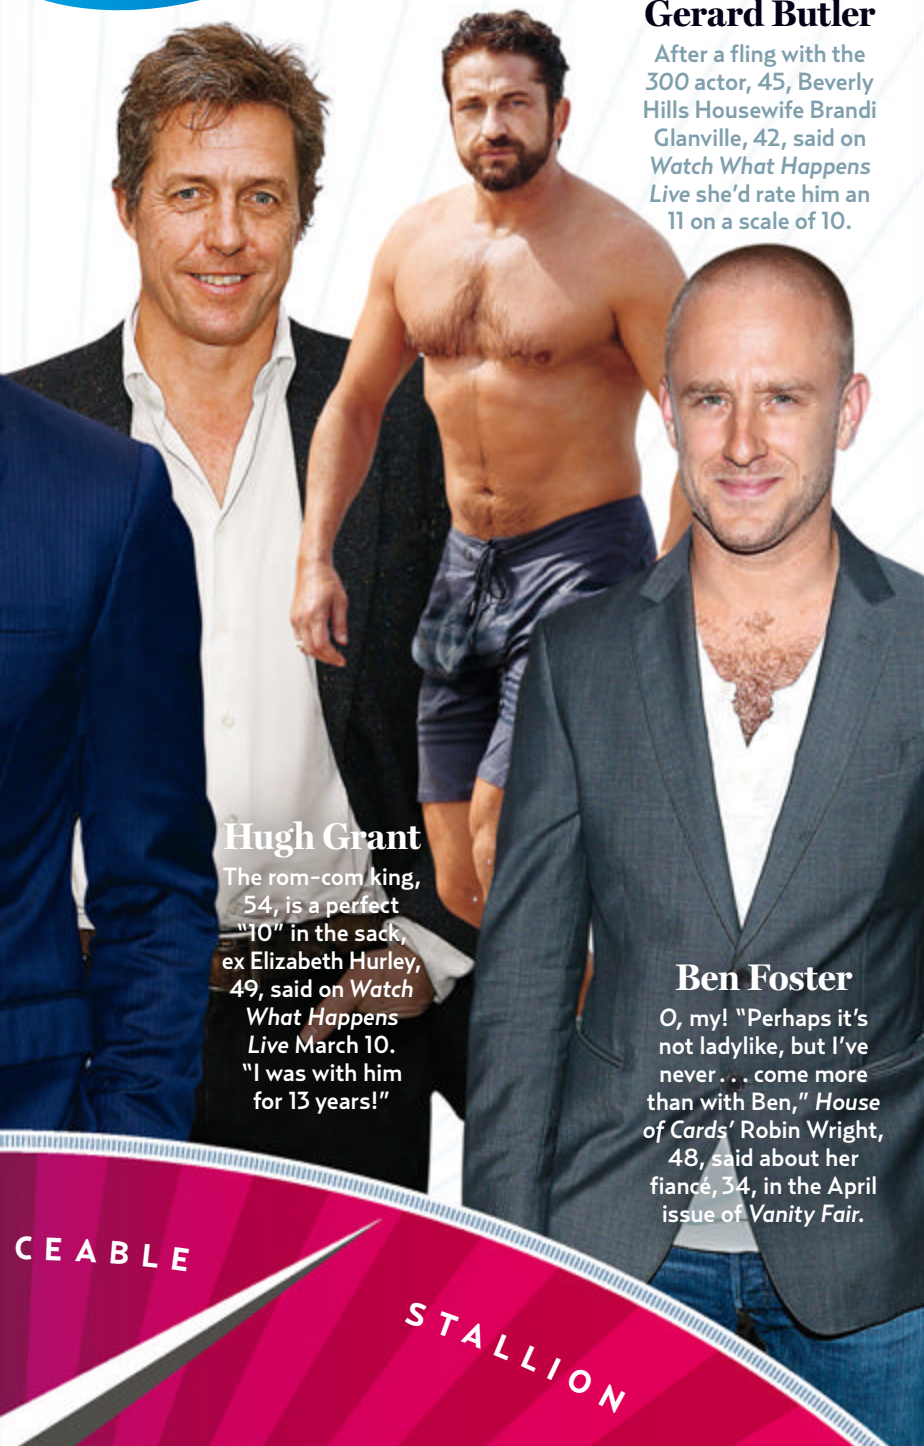 Gerard Butler
After a fling with the
300 actor, 45, Beverly
Hills Housewife Brandi
Glanville, 42, said on
Watch What Happens
Live she’d rate him an
11 on a scale of 10.
Hugh Grant
The rom-com king,
54, is a perfect
“10” in the sack,
ex Elizabeth Hurley,
49, said on Watch
What Happens
Live March 10.
“I was with him
for 13 years!”
Ben Foster
O, my! “Perhaps it’s
not ladylike, but I’ve
never . . . come more
than with Ben,” House
of Cards’ Robin Wright,
48, said about her
fiancé, 34, in the April
issue of Vanity Fair.
CEABLE
STALLION